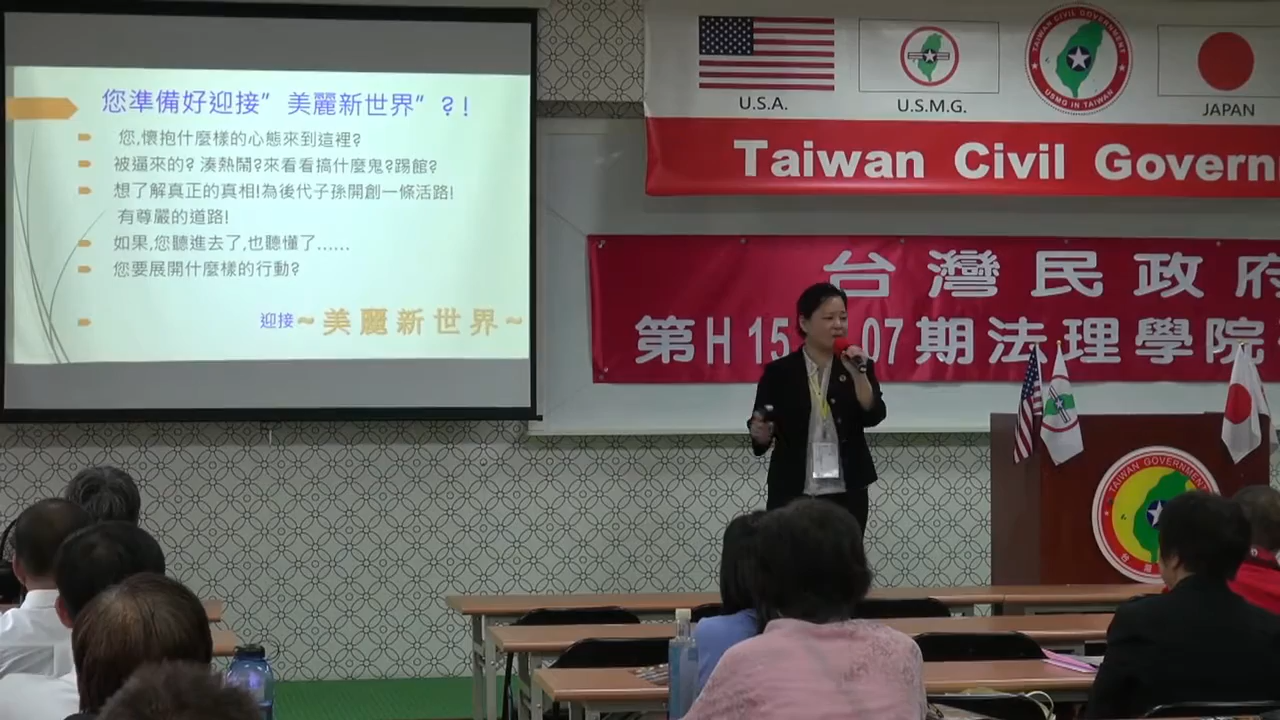 您準備好迎接”美麗新世界”?!
您,懷抱什麼樣的心態來到這裡?
被逼來的? 湊熱鬧?來看看搞什麼鬼?踢館?
想了解真正的真相!為後代子孫開創一條活路!
有尊嚴的道路!
如果,您聽進去了,也聽懂了......
您要展開什麼樣的行動?
迎接~美麗新世界~
U.S.A.
U.S.M.G.
TAIWAN CIVIL GOVERNMENT
USMG IN TAIWAN
JAPAN
Taiwan Civil Govern
台灣民政府
第H 15 07期法理學院
TAIWAN GOVERNMENT
台灣